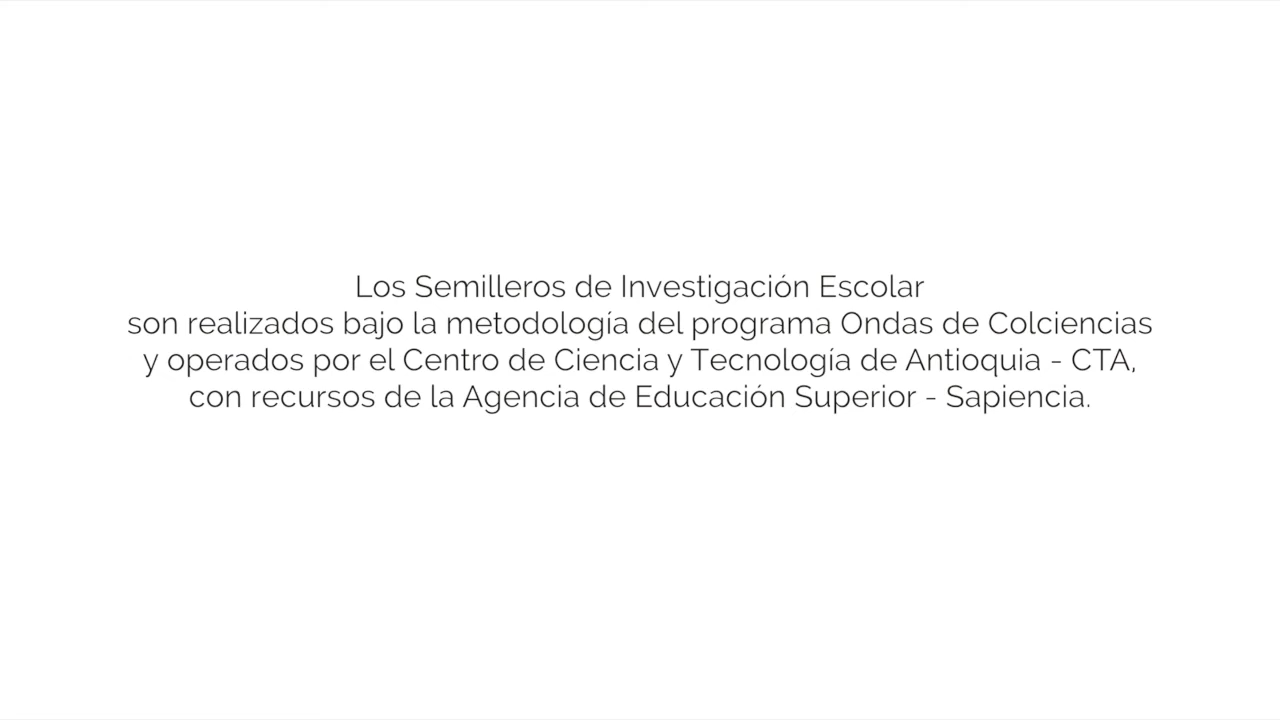 Los Semilleros de Investigación Escolar
son realizados bajo la metodología del programa Ondas de Colciencias
y operados por el Centro de Ciencia y Tecnología de Antioquia - CTA,
con recursos de la Agencia de Educación Superior - Sapiencia.